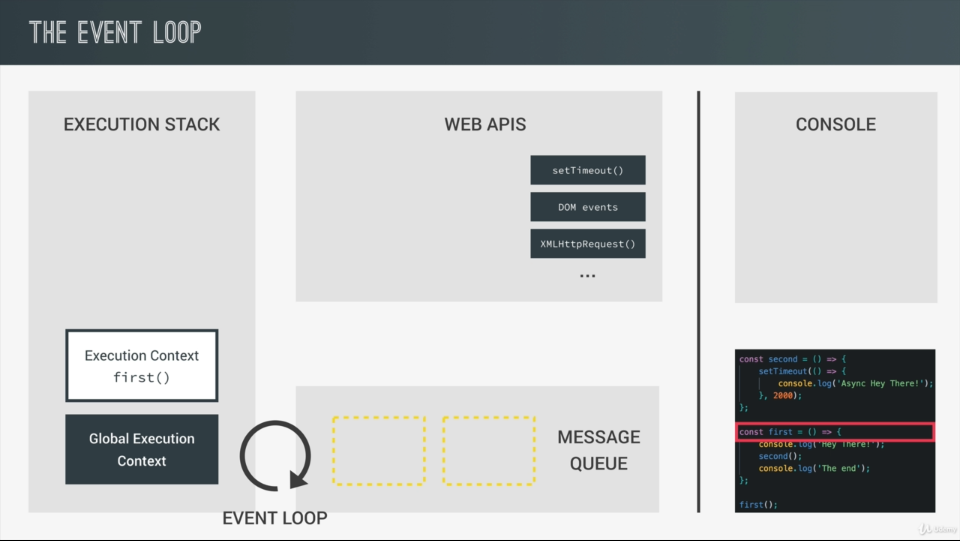 THE EVENT LOOP
EXECUTION STACK
Execution Context
first()
Global Execution
Context
EVENT LOOP
WEB APIS
setTimeout()
DOM events
XMLHttpRequest()
...
MESSAGE
QUEUE
CONSOLE
const second = () => {
setTimeout(() => {
console.log('Async Hey There!');
}, 2000);
};
const first = () => {
console.log('Hey There!');
second();
console.log('The end');
};
first();
Udemy